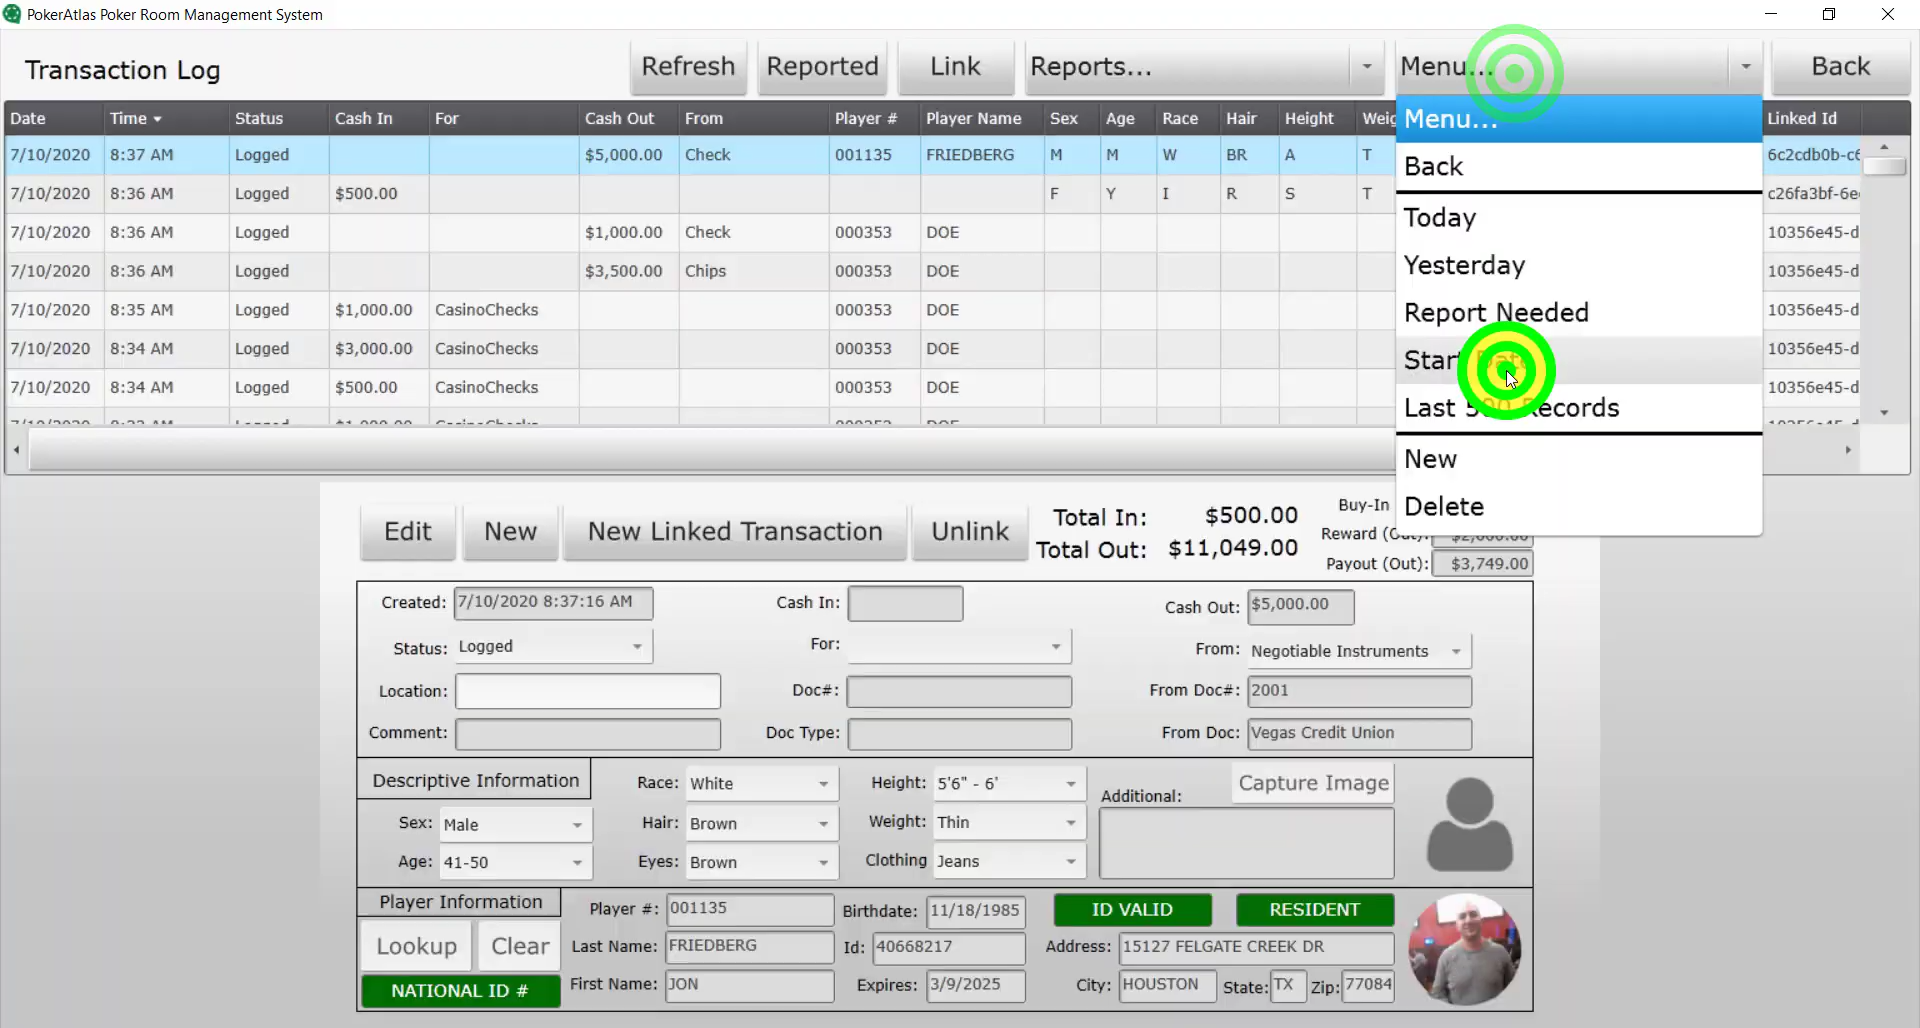 PokerAtlas Poker Room Management System
Transaction Log
Refresh Reported Link Reports... Menu... Back
Date Time Status Cash In For Cash Out From Player # Player Name Sex Age Race Hair Height Linked Id
7/10/2020 8:37 AM Logged $5,000.00 Check 001135 FRIEDBERG M M W BR A T 6c2cdb0b-c6
7/10/2020 8:36 AM Logged $500.00 F Y I R S T c26fa3bf-6e
7/10/2020 8:36 AM Logged $1,000.00 Check 000353 DOE 10356e45-d
7/10/2020 8:36 AM Logged $3,500.00 Chips 000353 DOE 10356e45-d
7/10/2020 8:35 AM Logged $1,000.00 CasinoChecks 000353 DOE 10356e45-d
7/10/2020 8:34 AM Logged $3,000.00 CasinoChecks 000353 DOE 10356e45-d
7/10/2020 8:34 AM Logged $500.00 CasinoChecks 000353 DOE 10356e45-d
Menu...
Back
Today
Yesterday
Report Needed
Start Date
Last 500 Records
New
Delete
Edit New New Linked Transaction Unlink
Total In: $500.00
Total Out: $11,049.00
Buy-In
Reward (Out): $2,000.00
Payout (Out): $3,749.00
Created: 7/10/2020 8:37:16 AM Cash In: Cash Out: $5,000.00
Status: Logged For: From: Negotiable Instruments
Location: Doc#: From Doc#: 2001
Comment: Doc Type: From Doc: Vegas Credit Union
Descriptive Information Race: White Height: 5'6" - 6' Additional: Capture Image
Sex: Male Hair: Brown Weight: Thin
Age: 41-50 Eyes: Brown Clothing Jeans
Player Information Player #: 001135 Birthdate: 11/18/1985 ID VALID RESIDENT
Lookup Clear Last Name: FRIEDBERG Id: 40668217 Address: 15127 FELGATE CREEK DR
NATIONAL ID # First Name: JON Expires: 3/9/2025 City: HOUSTON State: TX Zip: 77084